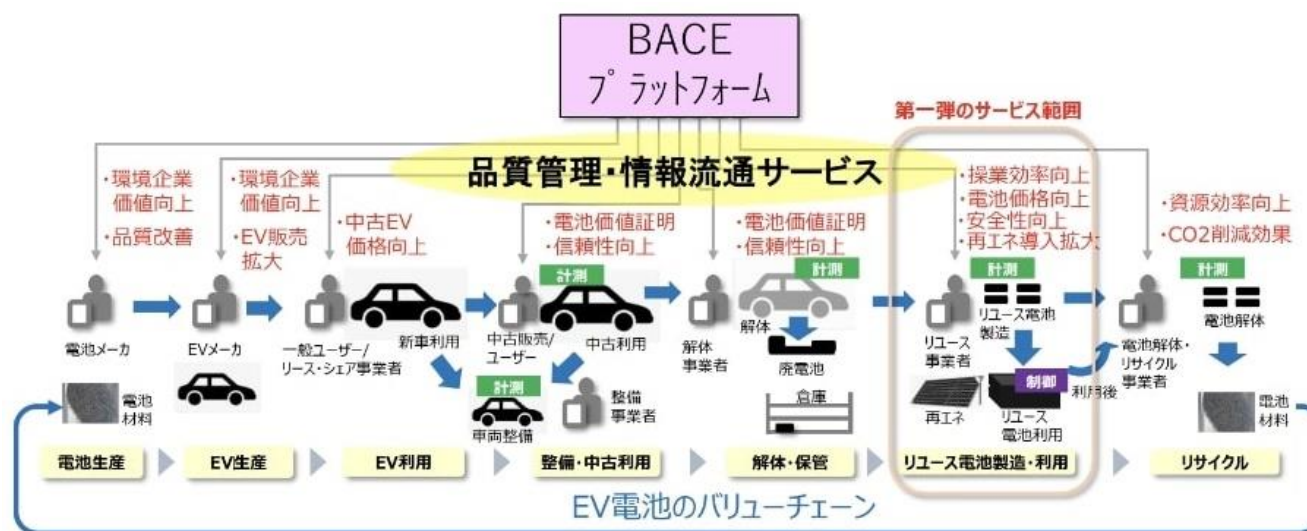 BACE
プラットフォーム
第一弾のサービス範囲
品質管理・情報流通サービス
・環境企業
価値向上
・品質改善
・環境企業
価値向上
・EV販売
拡大
・中古EV
価格向上
・電池価値証明
・信頼性向上
・電池価値証明
・信頼性向上
・操業効率向上
・電池価格向上
・安全性向上
・再エネ導入拡大
・資源効率向上
・CO2削減効果
計測
計測
計測
計測
電池メーカ
EVメーカ
一般ユーザー/
リース・シェア事業者
新車利用
中古販売/
ユーザー
中古利用
解体
事業者
解体
廃電池
リユース
事業者
リユース電池
製造
電池解体・
リサイクル
事業者
電池解体
電池
材料
計測
車両整備
整備
事業者
倉庫
再エネ
制御
リユース
電池利用
利用後
電池
材料
電池生産
EV生産
EV利用
整備・中古利用
解体・保管
リユース電池製造・利用
リサイクル
EV電池のバリューチェーン